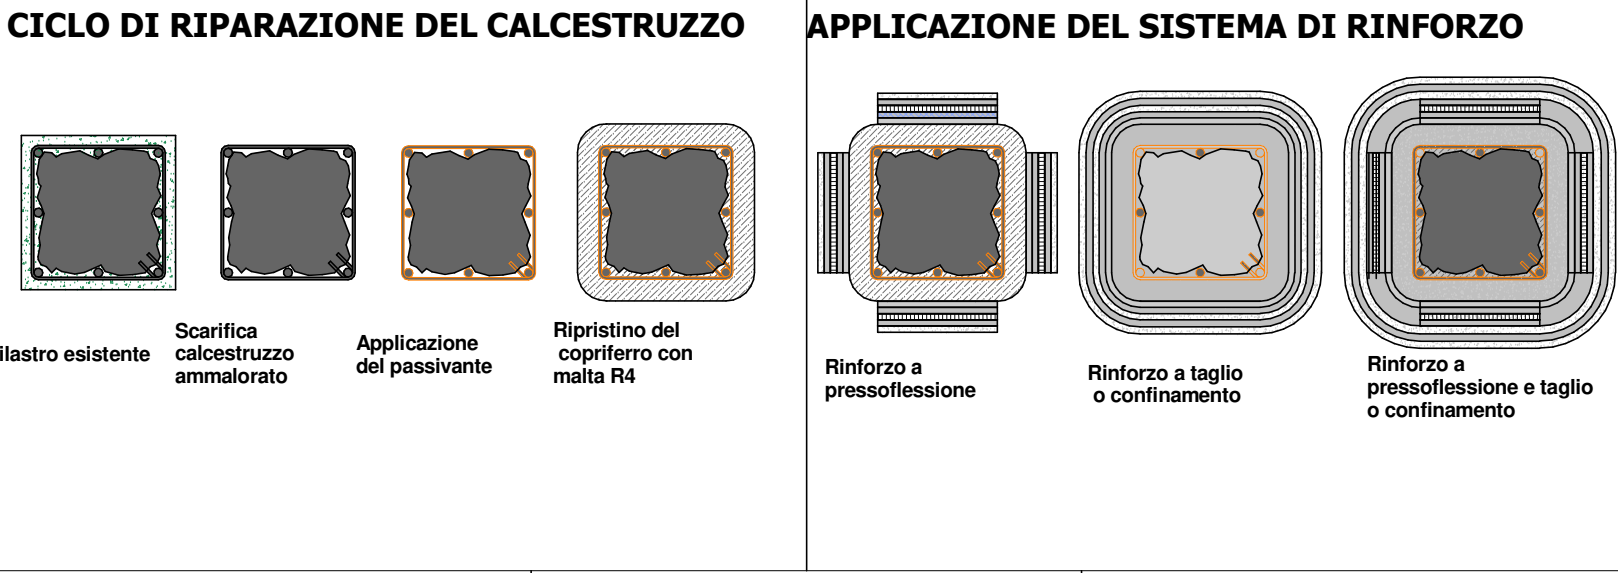 CICLO DI RIPARAZIONE DEL CALCESTRUZZO
APPLICAZIONE DEL SISTEMA DI RINFORZO
ilastro esistente
Scarifica
calcestruzzo
ammalorato
Applicazione
del passivante
Ripristino del
copriferro con
malta R4
Rinforzo a
pressoflessione
Rinforzo a taglio
o confinamento
Rinforzo a
pressoflessione e taglio
o confinamento